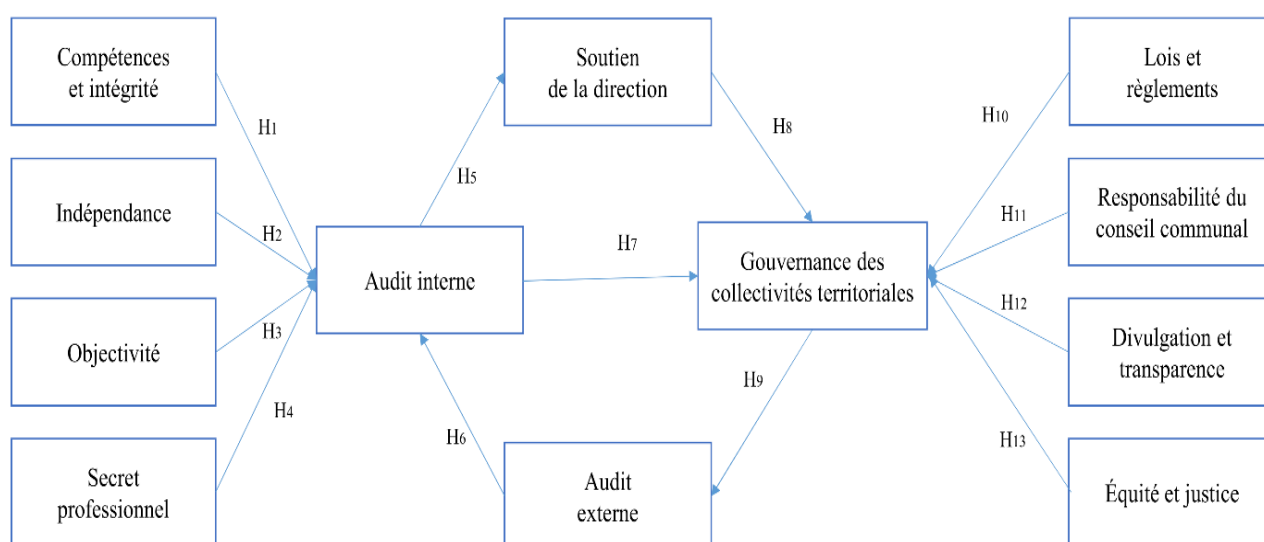 Compétences
et intégrité
Indépendance
Objectivité
Secret
professionnel
H1
H2
H3
H4
Audit interne
H5
H6
Soutien
de la direction
H7
Audit
externe
H8
H9
Gouvernance des
collectivités territoriales
H10
H11
H12
H13
Lois et
règlements
Responsabilité du
conseil communal
Divulgation et
transparence
Équité et justice